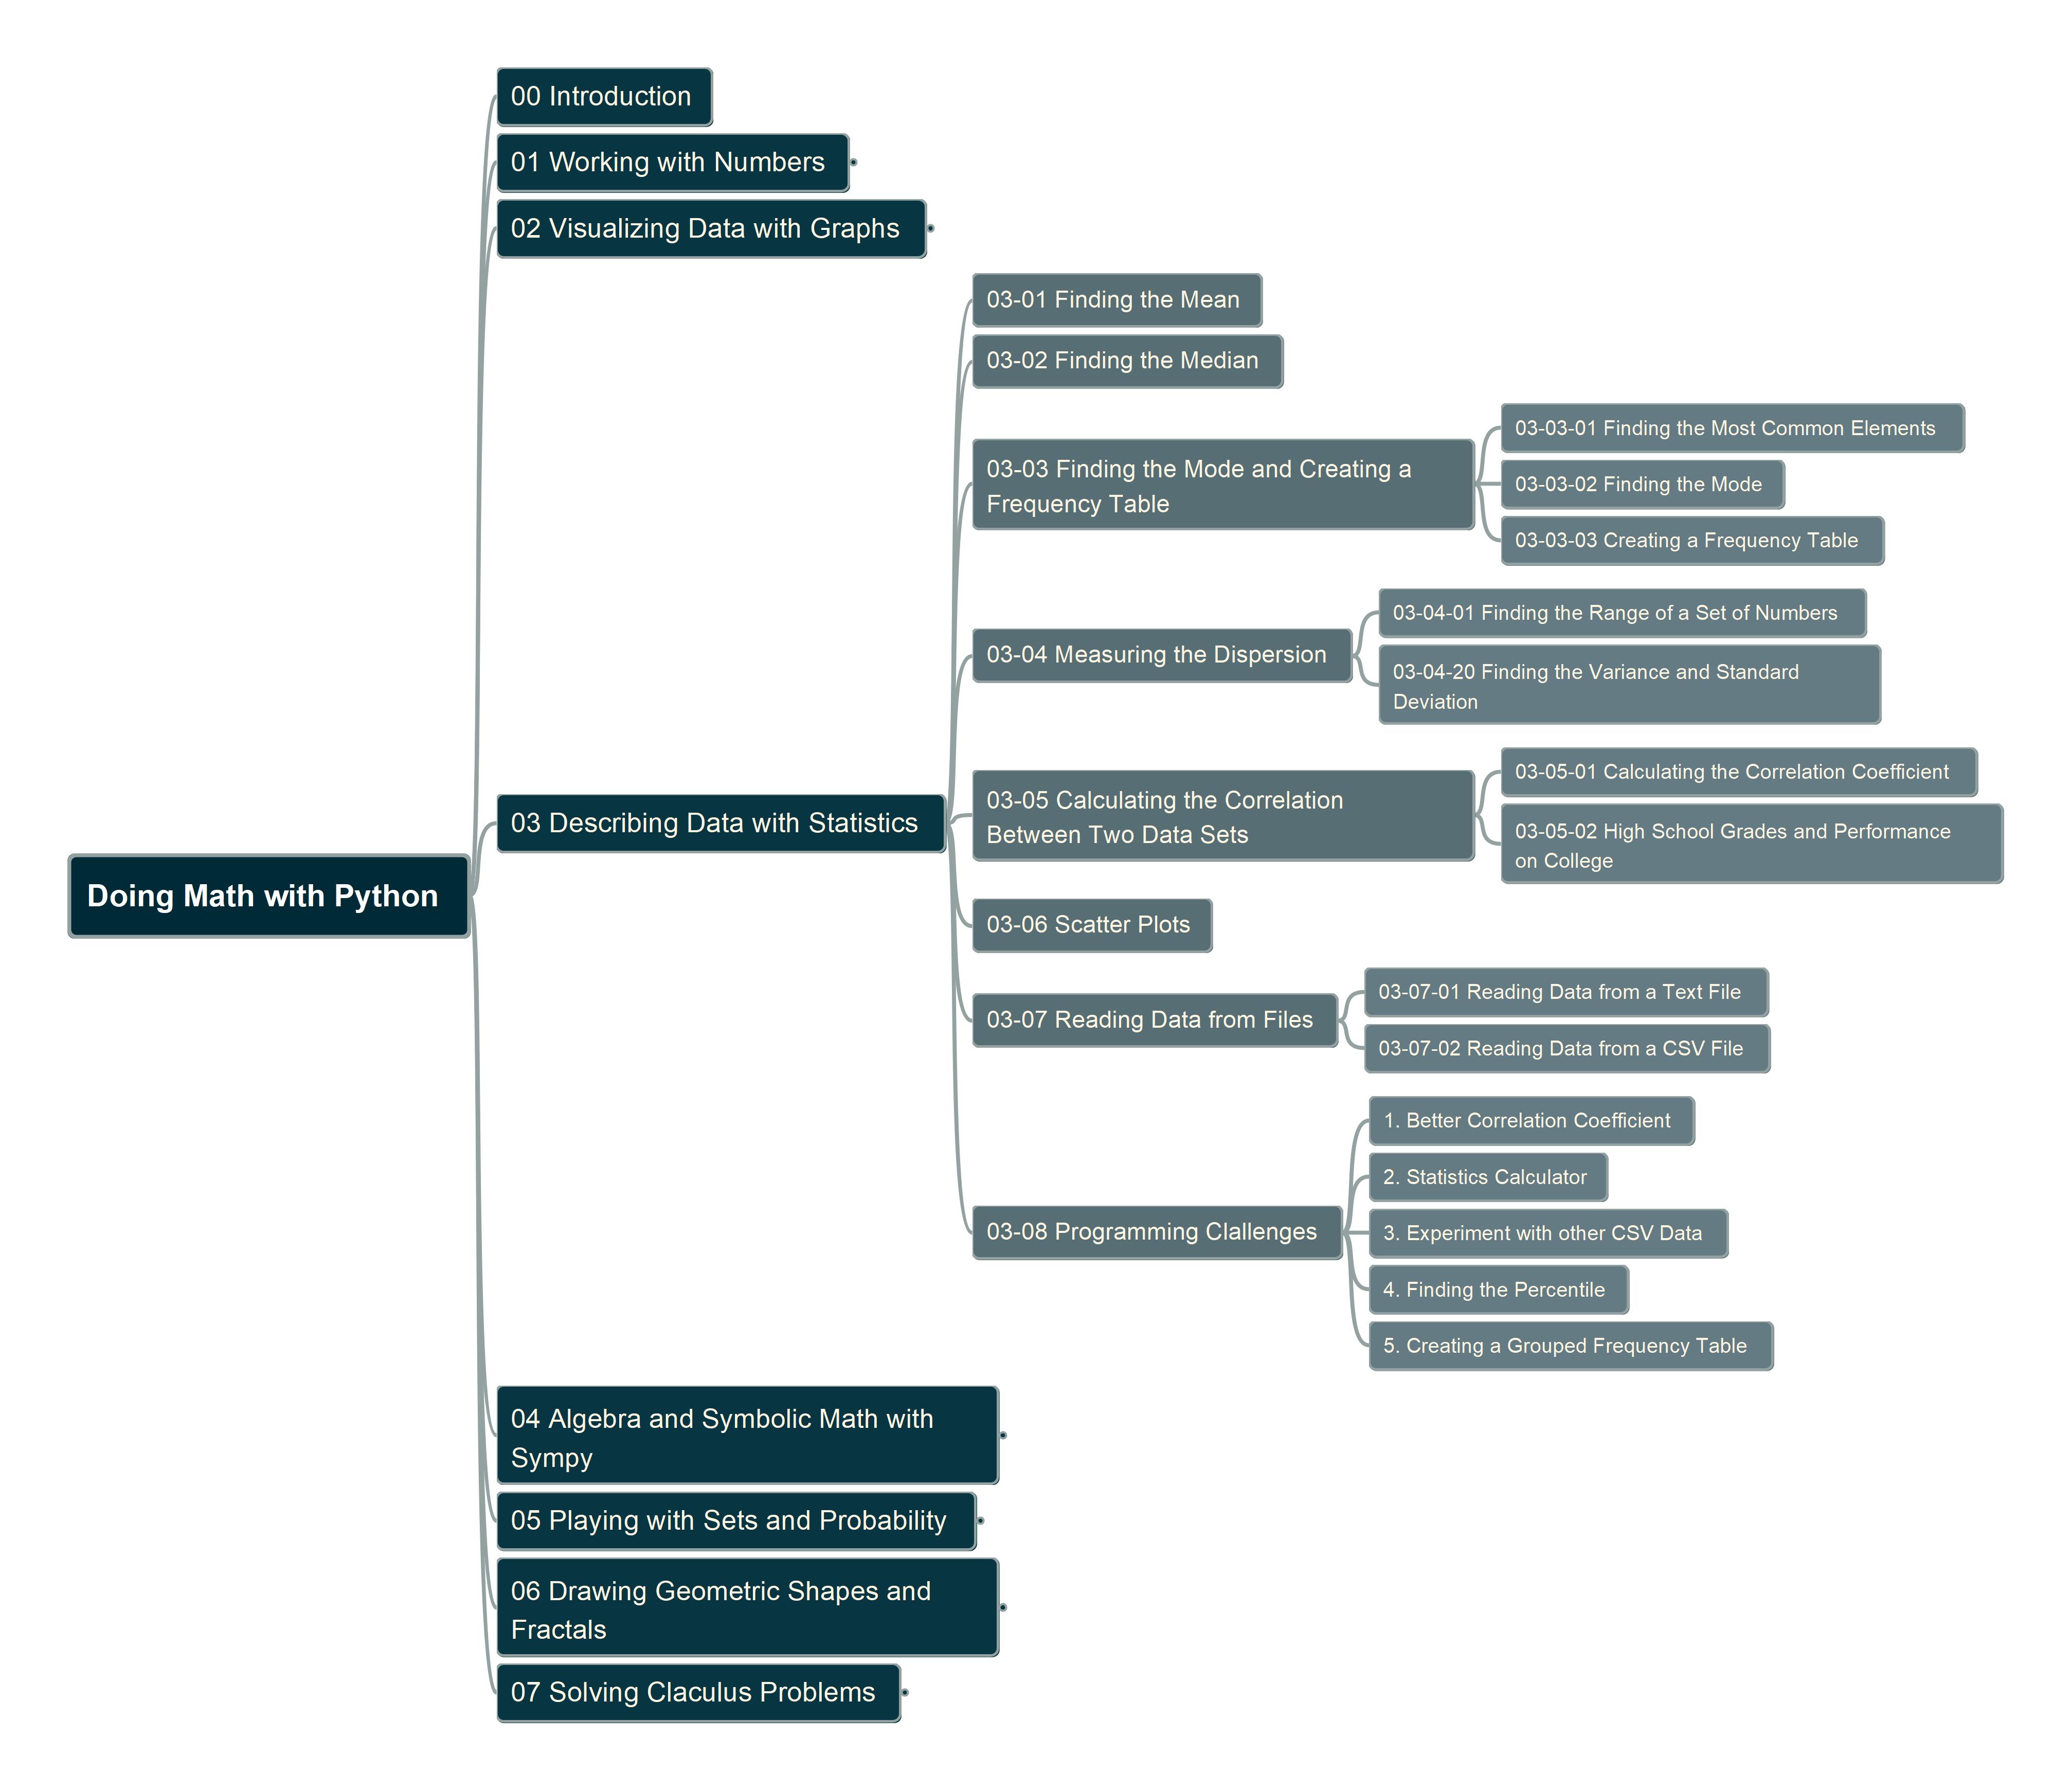 00 Introduction
01 Working with Numbers
02 Visualizing Data with Graphs
03-01 Finding the Mean
03-02 Finding the Median
03-03 Finding the Mode and Creating a
Frequency Table
03-03-01 Finding the Most Common Elements
03-03-02 Finding the Mode
03-03-03 Creating a Frequency Table
03-04 Measuring the Dispersion
03-04-01 Finding the Range of a Set of Numbers
03-04-20 Finding the Variance and Standard
Deviation
03 Describing Data with Statistics
03-05 Calculating the Correlation
Between Two Data Sets
03-05-01 Calculating the Correlation Coefficient
03-05-02 High School Grades and Performance
on College
Doing Math with Python
03-06 Scatter Plots
03-07 Reading Data from Files
03-07-01 Reading Data from a Text File
03-07-02 Reading Data from a CSV File
03-08 Programming Clallenges
1. Better Correlation Coefficient
2. Statistics Calculator
3. Experiment with other CSV Data
4. Finding the Percentile
5. Creating a Grouped Frequency Table
04 Algebra and Symbolic Math with
Sympy
05 Playing with Sets and Probability
06 Drawing Geometric Shapes and
Fractals
07 Solving Claculus Problems